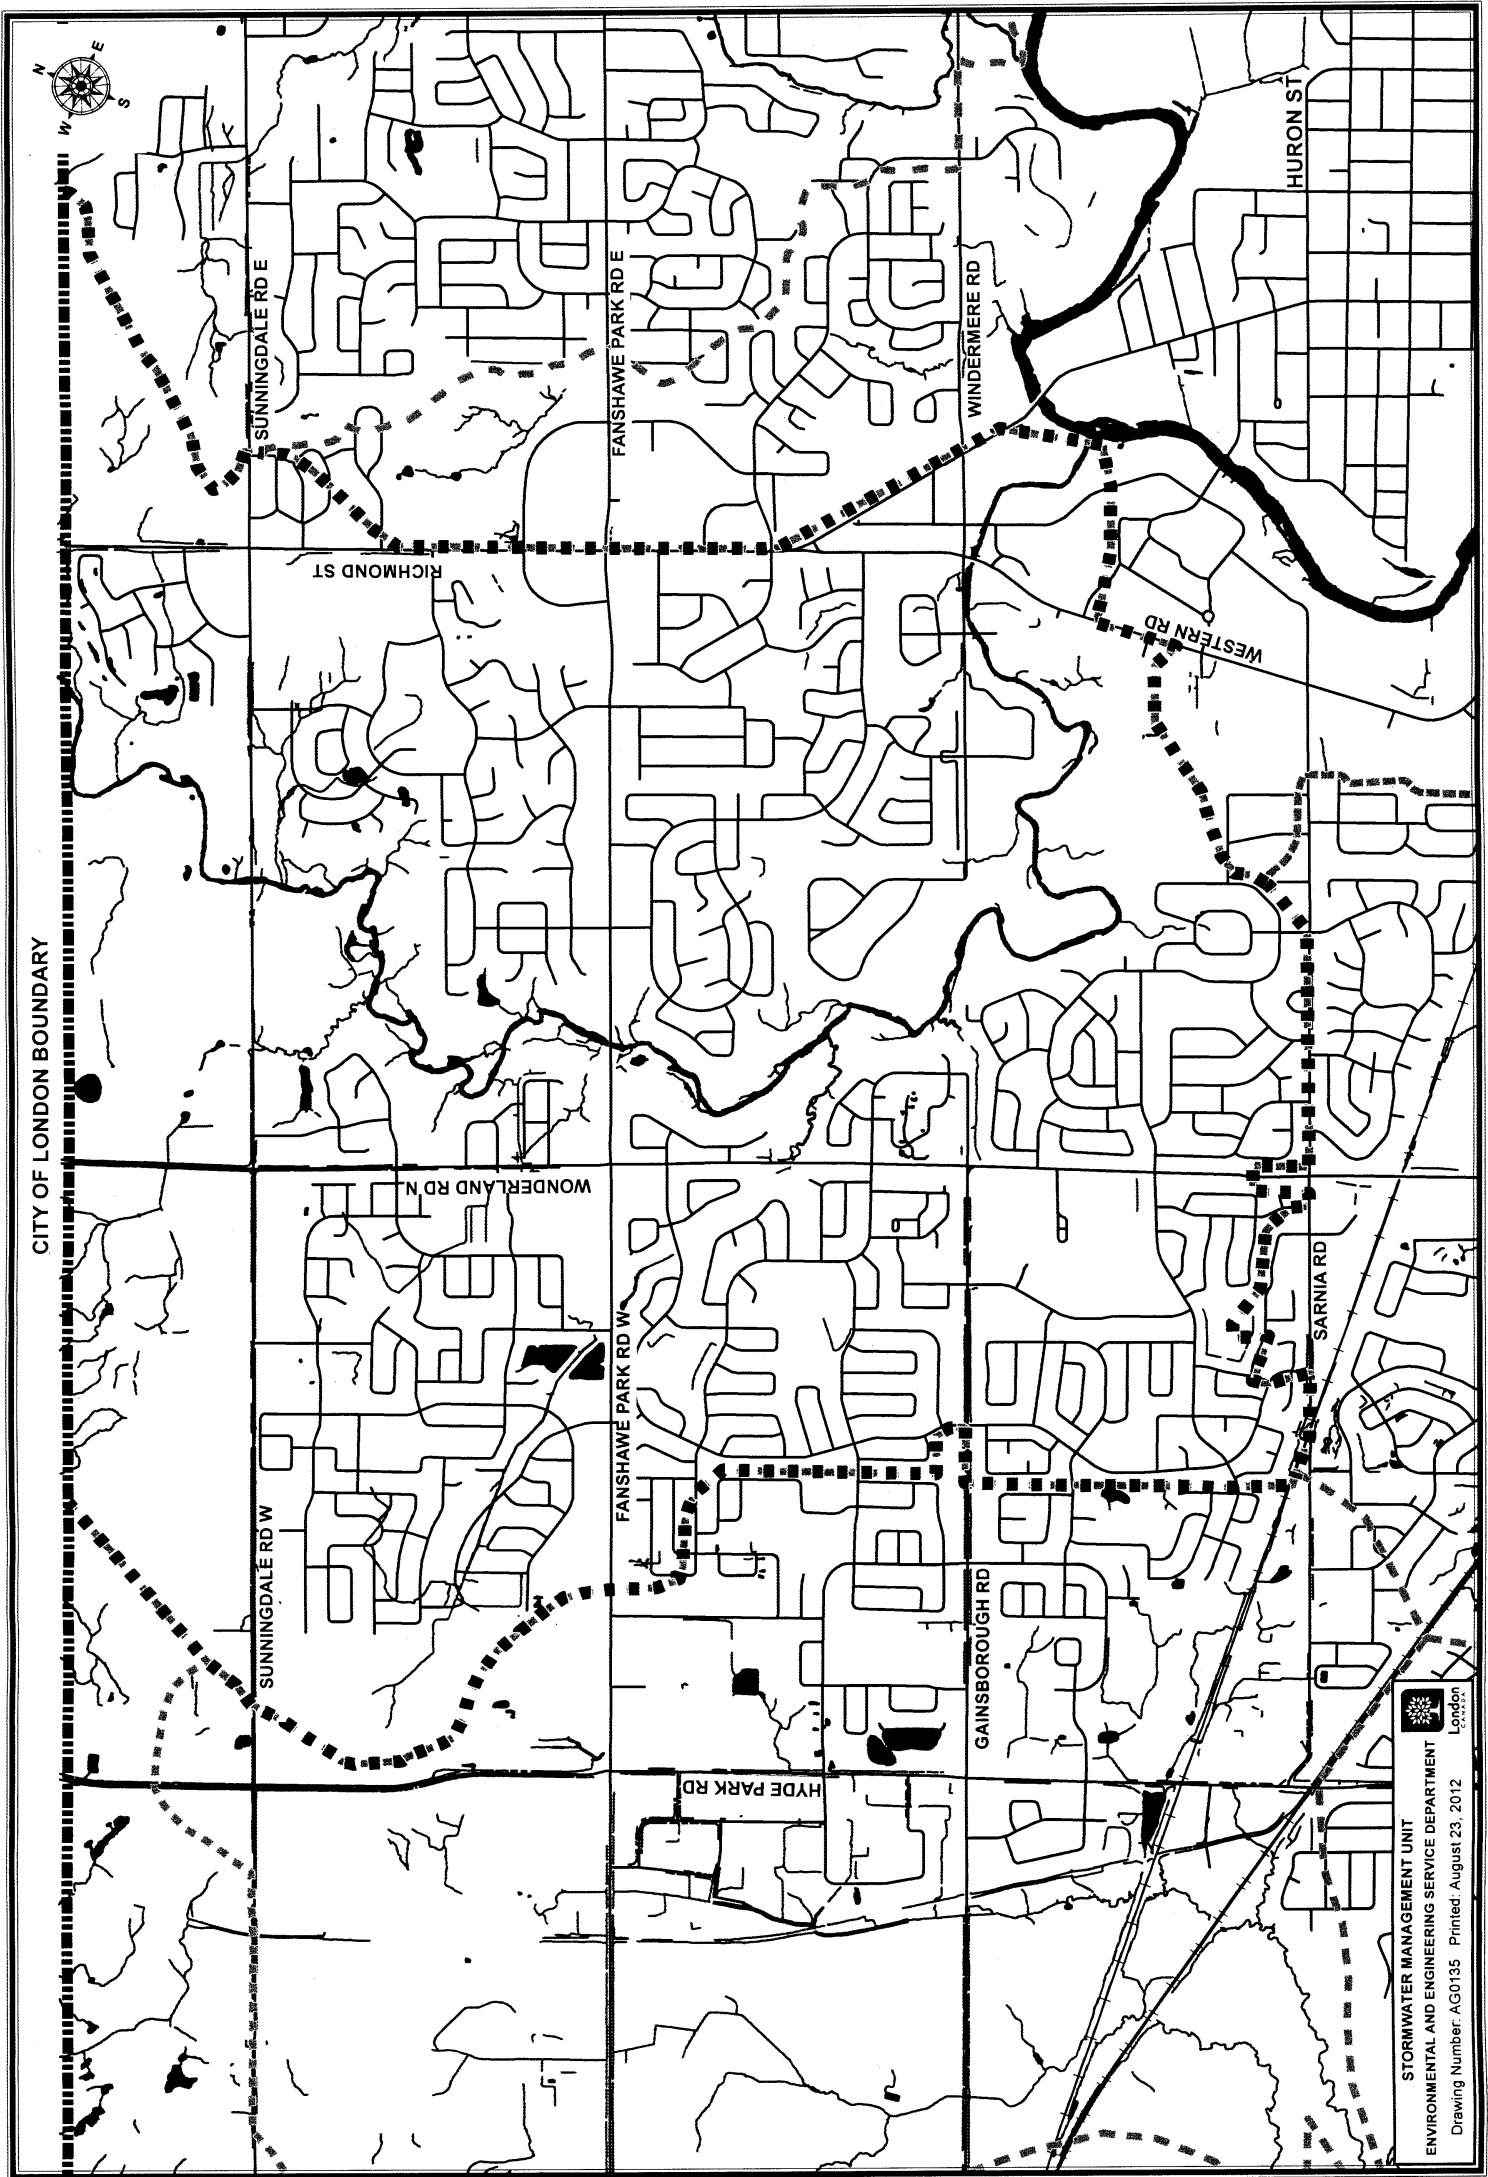 CITY OF LONDON BOUNDARY
N
E
S
W
SUNNINGDALE RD W
SUNNINGDALE RD E
RICHMOND ST
WONDERLAND RD N
FANSHAWE PARK RD W
FANSHAWE PARK RD E
HYDE PARK RD
GAINSBOROUGH RD
WINDERMERE RD
WESTERN RD
SARNIA RD
HURON ST
STORMWATER MANAGEMENT UNIT
ENVIRONMENTAL AND ENGINEERING SERVICE DEPARTMENT
Drawing Number: AG0135 Printed: August 23, 2012
London
CANADA